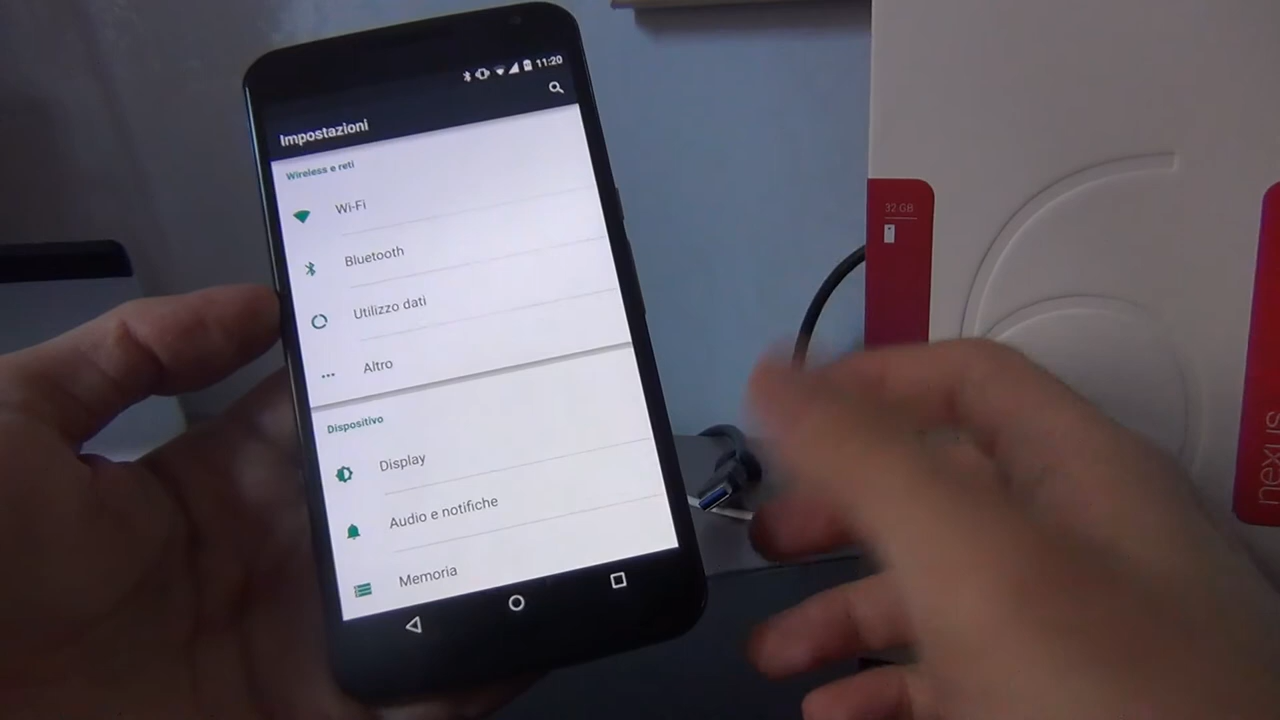 11:20
Impostazioni
Wireless e reti
Wi-Fi
Bluetooth
Utilizzo dati
Altro
Dispositivo
Display
Audio e notifiche
Memoria
32 GB
nexus